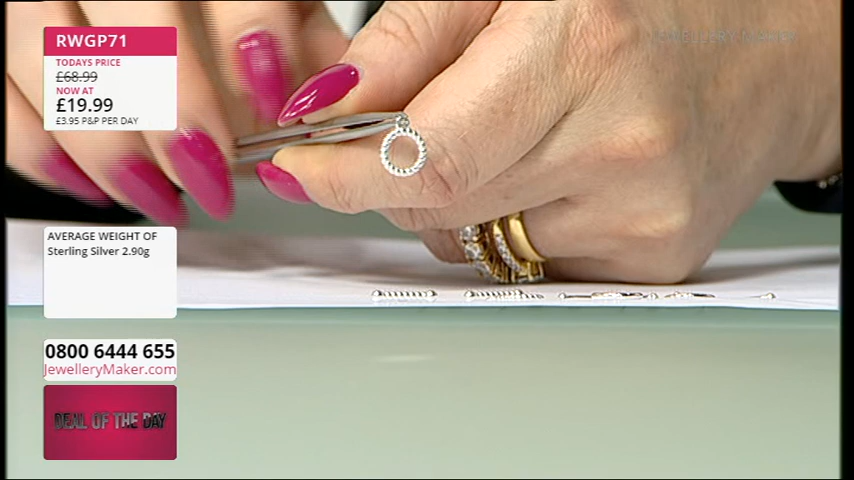 RWGP71
TODAYS PRICE
£68.99
NOW AT
£19.99
£3.95 P&P PER DAY
JEWELLERY MAKER
AVERAGE WEIGHT OF
Sterling Silver 2.90g
0800 6444 655
JewelleryMaker.com
DEAL OF THE DAY